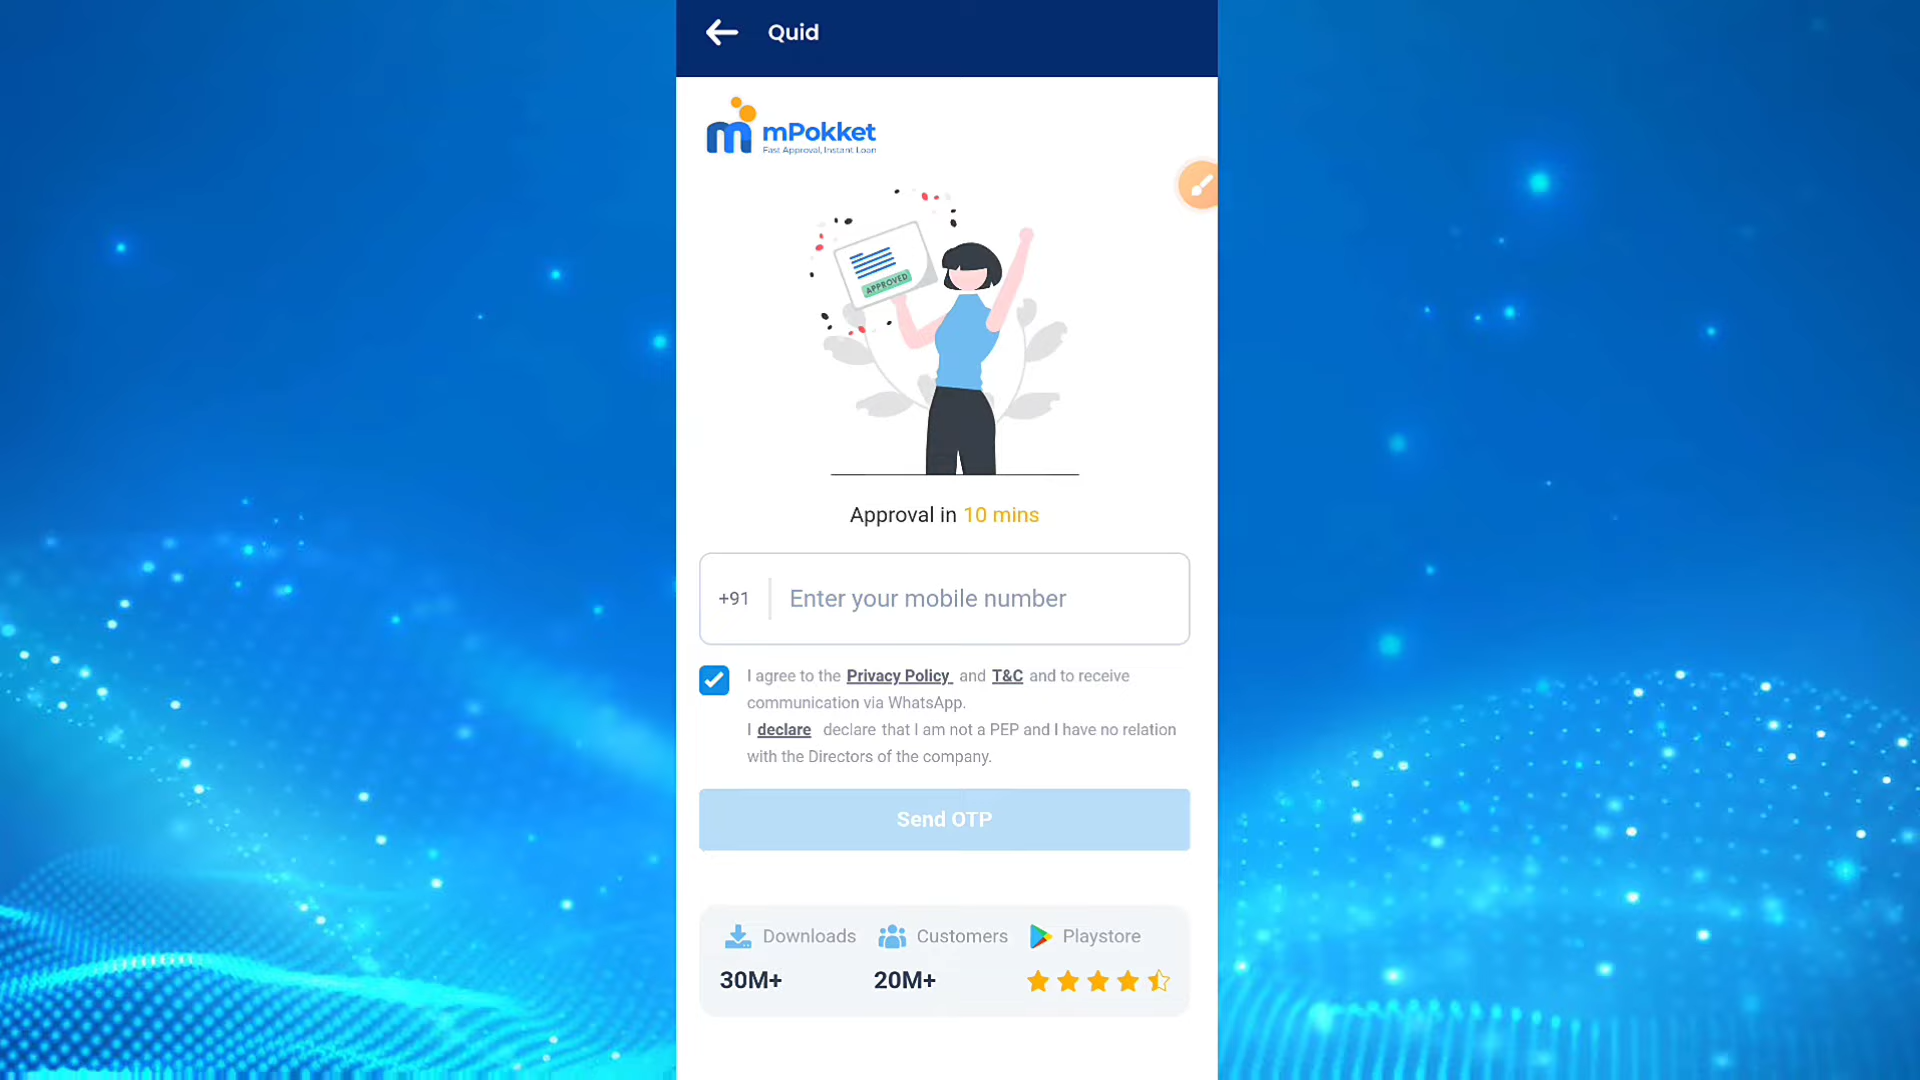 Quid
mPokket
Fast Approval, Instant Loan
APPROVED
Approval in 10 mins
+91 Enter your mobile number
I agree to the Privacy Policy and T&C and to receive
communication via WhatsApp.
I declare declare that I am not a PEP and I have no relation
with the Directors of the company.
Send OTP
Downloads Customers Playstore
30M+ 20M+